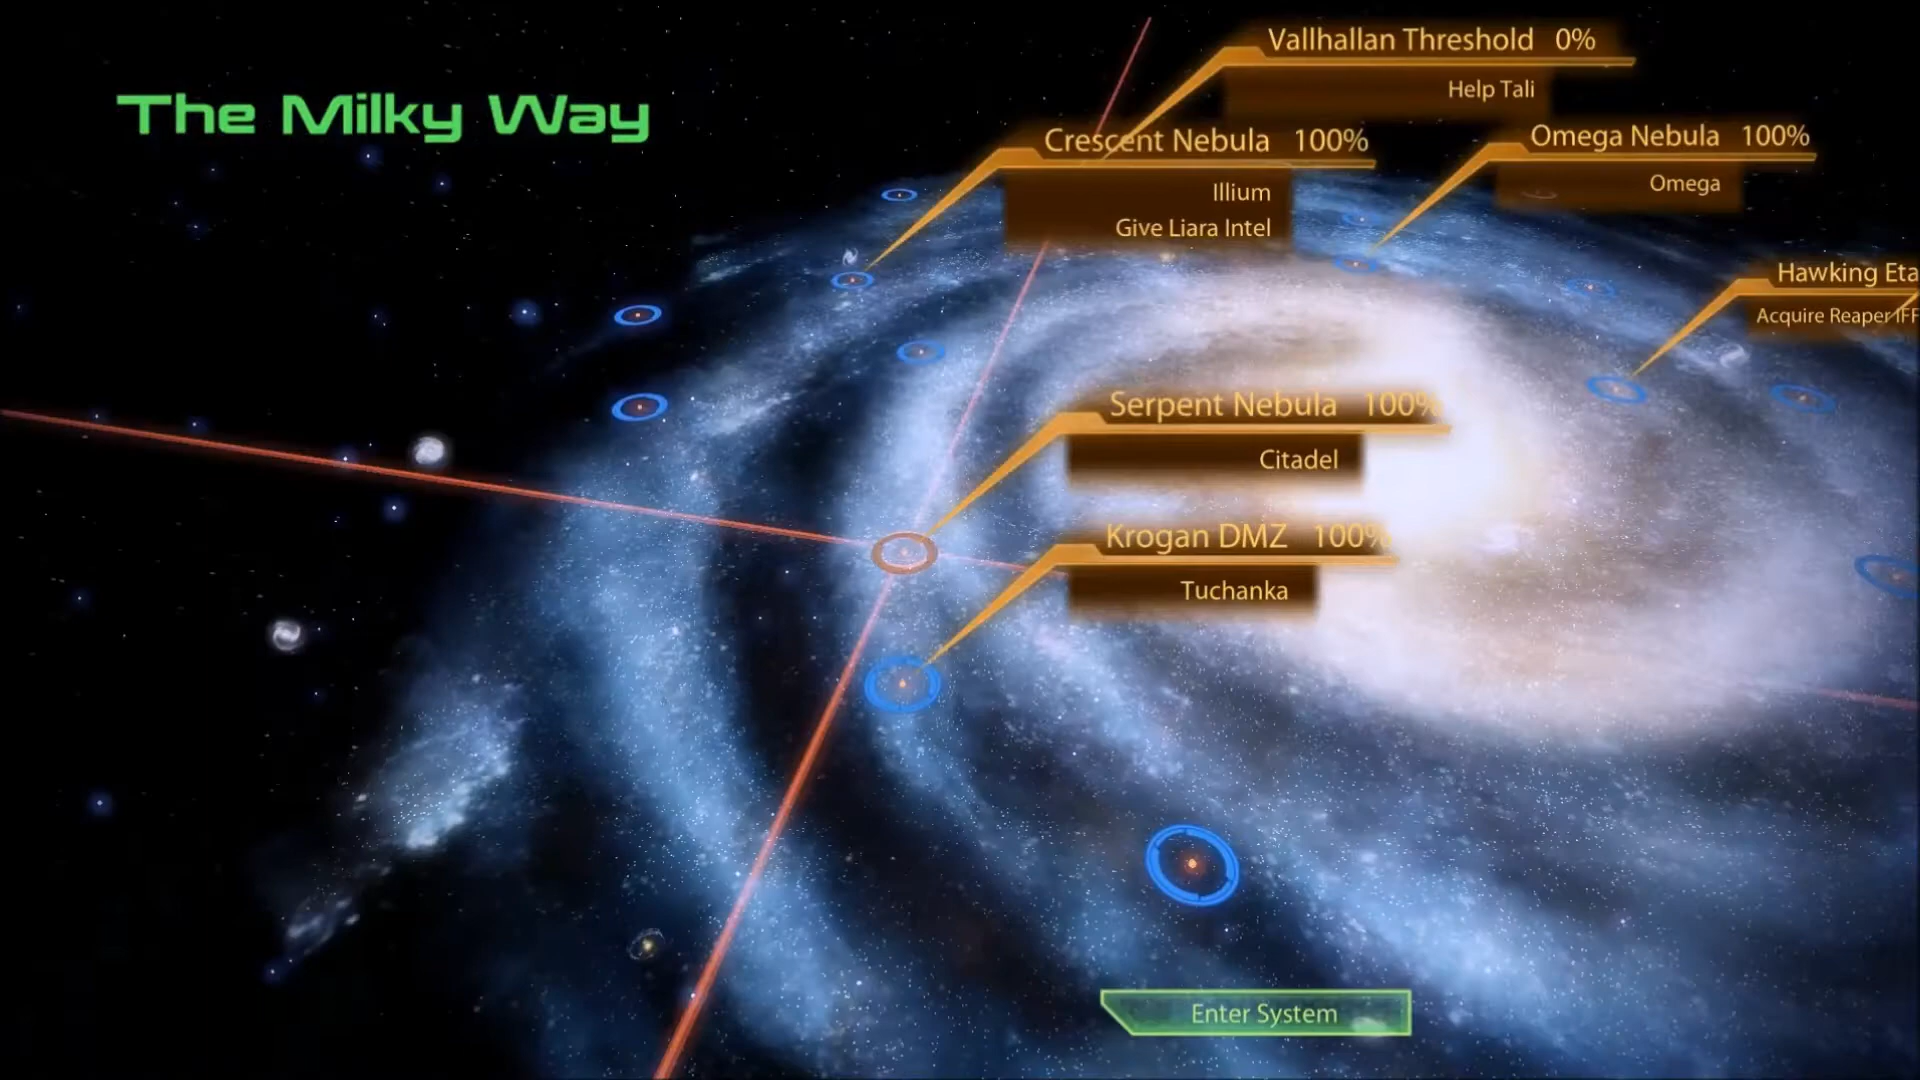 The Milky Way
Vallhallan Threshold 0%
Help Tali
Crescent Nebula 100%
Illium
Give Liara Intel
Omega Nebula 100%
Omega
Hawking Eta
Acquire Reaper IFF
Serpent Nebula 100%
Citadel
Krogan DMZ 100%
Tuchanka
Enter System